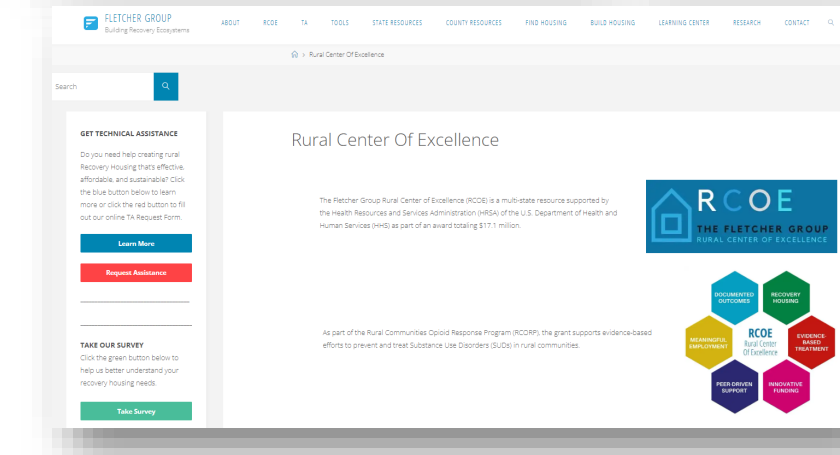 FLETCHER GROUP
Building Recovery Ecosystems
ABOUT RCOE TA TOOLS STATE RESOURCES COUNTY RESOURCES FIND HOUSING BUILD HOUSING LEARNING CENTER RESEARCH CONTACT
> Rural Center Of Excellence
Search
GET TECHNICAL ASSISTANCE
Do you need help creating rural
Recovery Housing that's effective,
affordable, and sustainable? Click
the blue button below to learn
more or click the red button to fill
out our online TA Request Form.
Learn More
Request Assistance
TAKE OUR SURVEY
Click the green button below to
help us better understand your
recovery housing needs.
Take Survey
Rural Center Of Excellence
The Fletcher Group Rural Center of Excellence (RCOE) is a multi-state resource supported by
the Health Resources and Services Administration (HRSA) of the U.S. Department of Health and
Human Services (HHS) as part of an award totaling $17.1 million.
RCOE
THE FLETCHER GROUP
RURAL CENTER OF EXCELLENCE
As part of the Rural Communities Opioid Response Program (RCORP), the grant supports evidence-based
efforts to prevent and treat Substance Use Disorders (SUDs) in rural communities.
DOCUMENTED
OUTCOMES
RECOVERY
HOUSING
MEANINGFUL
EMPLOYMENT
RCOE
Rural Center
Of Excellence
EVIDENCE-
BASED
TREATMENT
PEER-DRIVEN
SUPPORT
INNOVATIVE
FUNDING